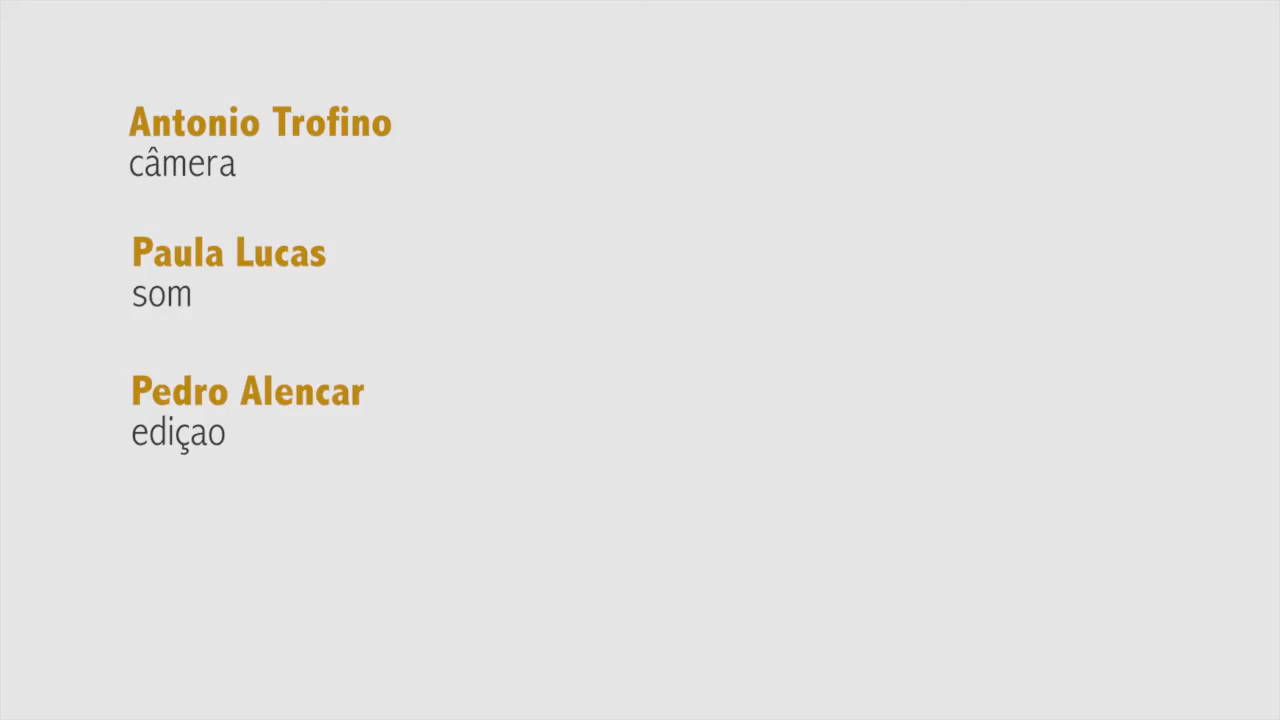 Antonio Trofino
câmera
Paula Lucas
som
Pedro Alencar
ediçao